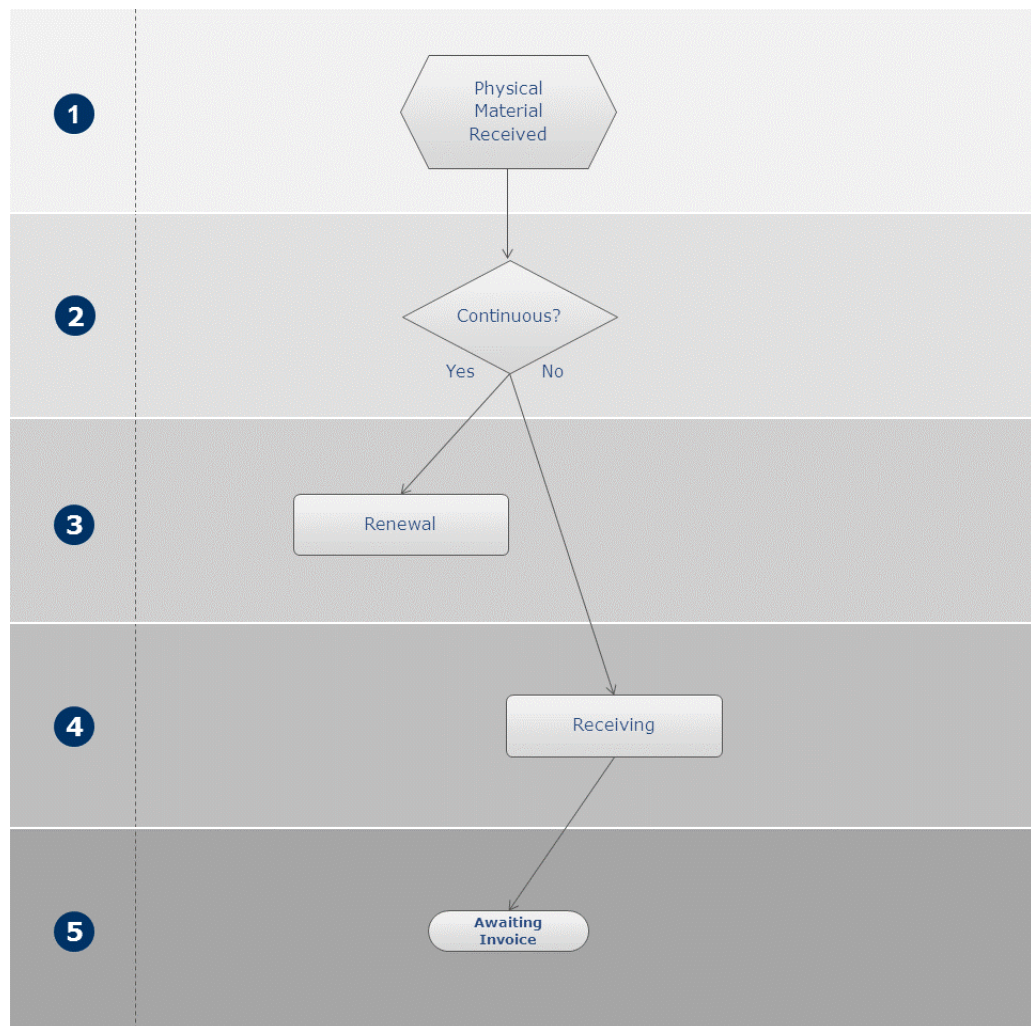 1
Physical
Material
Received
2
Continuous?
Yes
No
3
Renewal
4
Receiving
5
Awaiting
Invoice